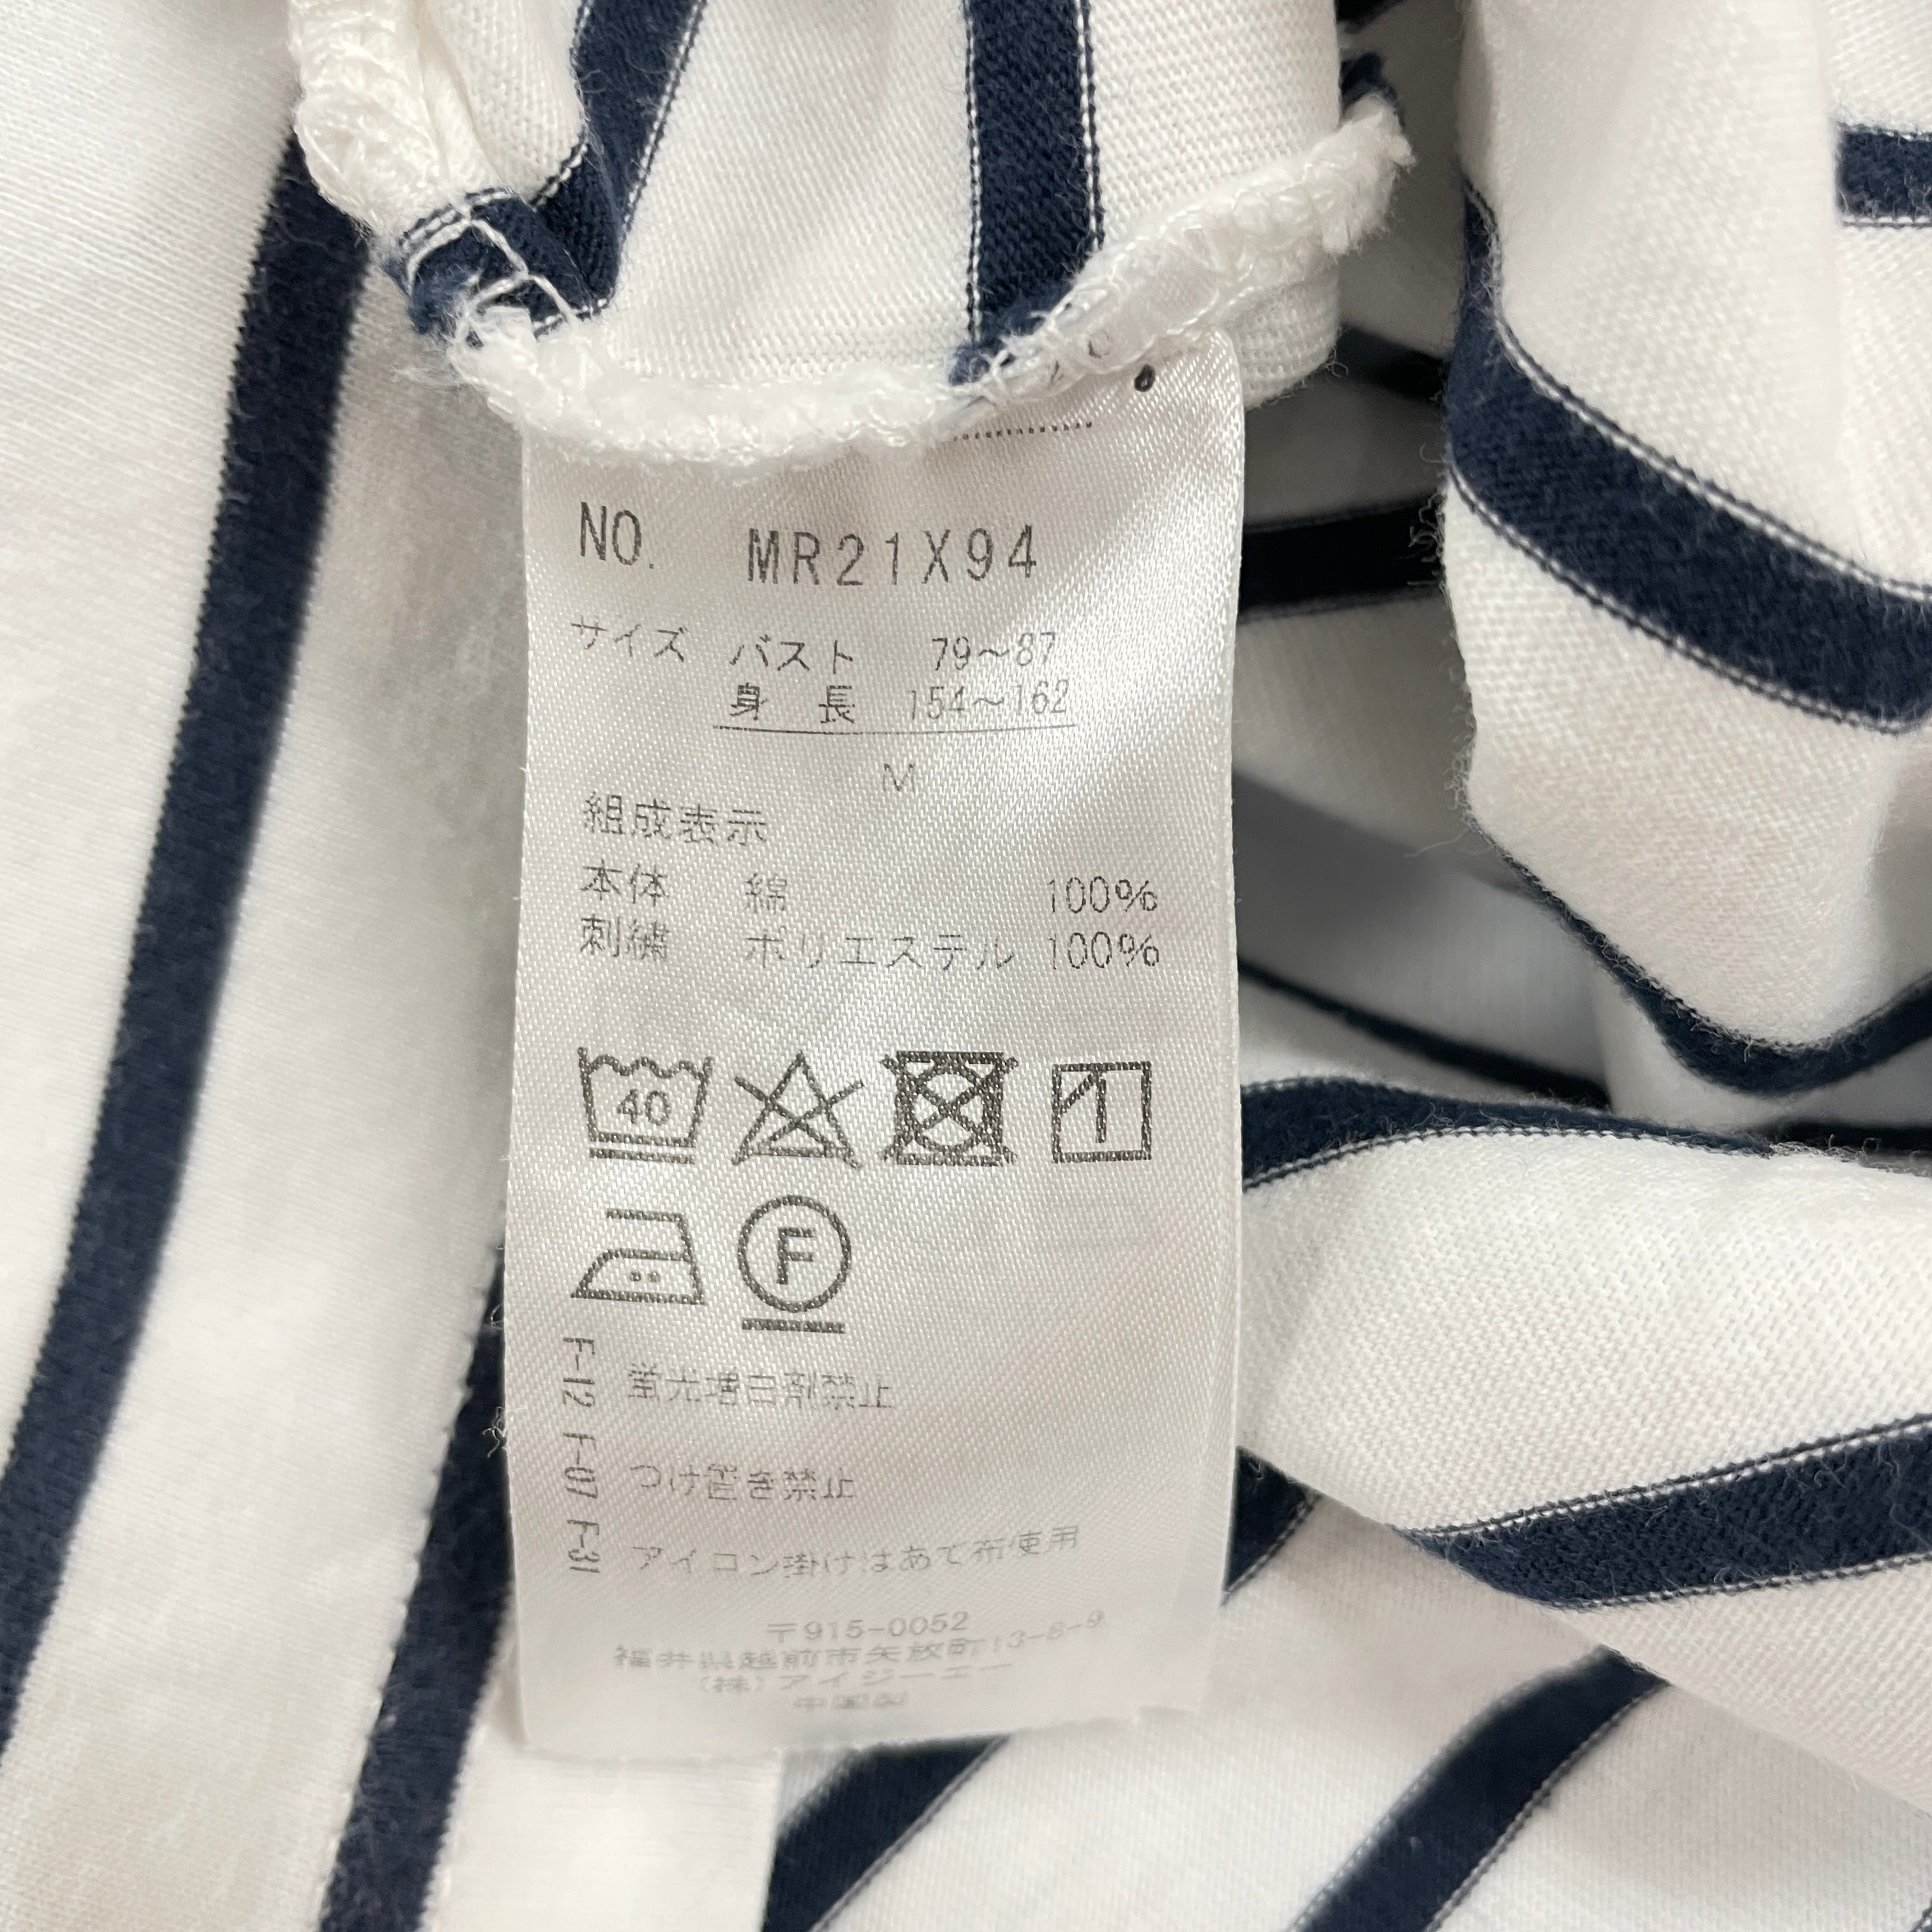 NO. MR21X94
サイズ バスト 79～87
身 長 154～162
M
組成表示
本体 綿 100%
刺繍 ポリエステル 100%
40
F
F-12 蛍光増白剤禁止
F-07 つけ置き禁止
F-31 アイロン掛けはあて布使用
〒915-0052
福井県越前市矢放町13-8-9
(株)アイジーエー
中国製